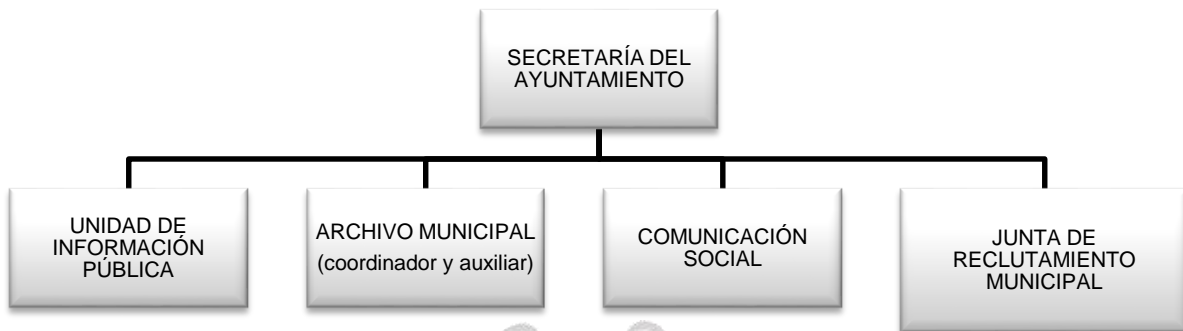 SECRETARÍA DEL
AYUNTAMIENTO
UNIDAD DE
INFORMACIÓN
PÚBLICA
ARCHIVO MUNICIPAL
(coordinador y auxiliar)
COMUNICACIÓN
SOCIAL
JUNTA DE
RECLUTAMIENTO
MUNICIPAL